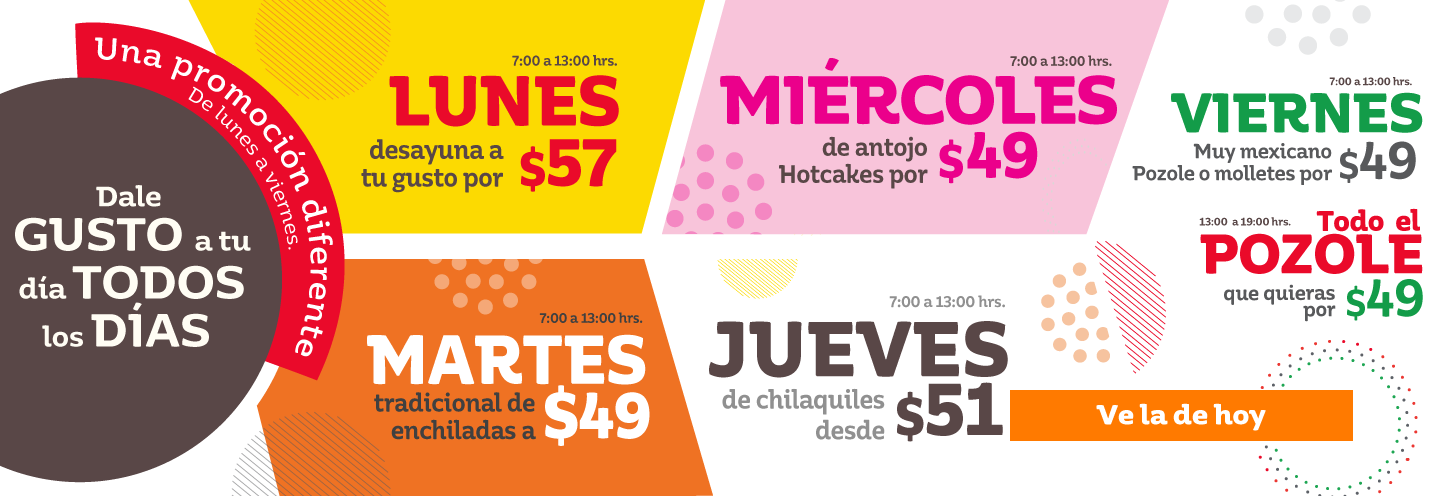 Una promoción diferente
De lunes a viernes.
Dale
GUSTO a tu
día TODOS
los DÍAS
7:00 a 13:00 hrs.
LUNES
desayuna a
tu gusto por $57
7:00 a 13:00 hrs.
MARTES
tradicional de
enchiladas a $49
7:00 a 13:00 hrs.
MIÉRCOLES
de antojo
Hotcakes por $49
7:00 a 13:00 hrs.
JUEVES
de chilaquiles
desde $51
7:00 a 13:00 hrs.
VIERNES
Muy mexicano
Pozole o molletes por $49
13:00 a 19:00 hrs. Todo el
POZOLE
que quieras
por $49
Ve la de hoy